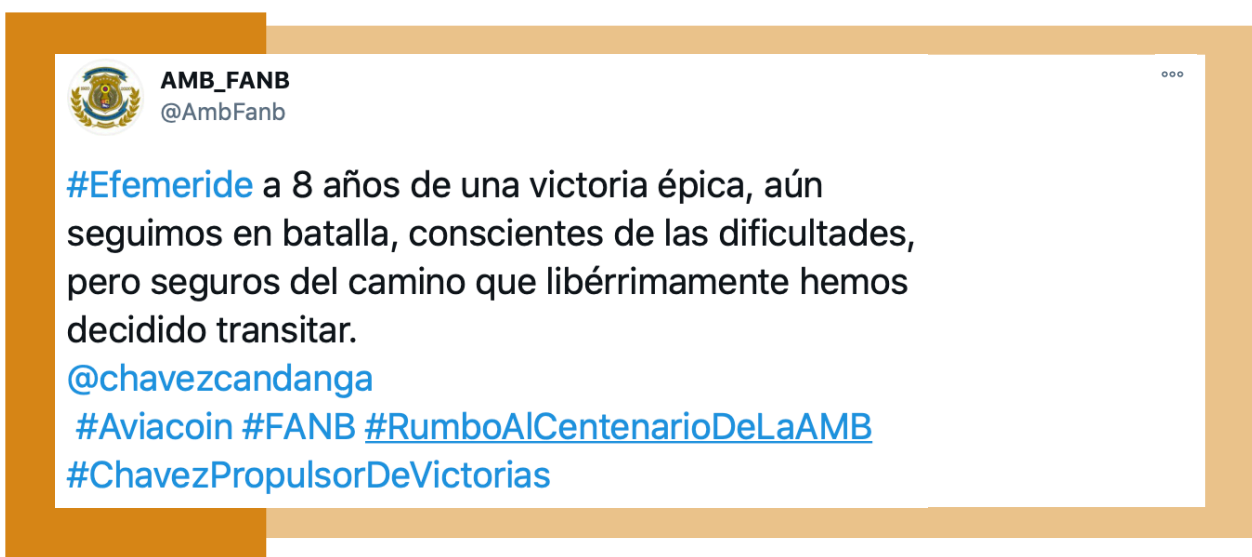 AMB_FANB
@AmbFanb
#Efemeride a 8 años de una victoria épica, aún
seguimos en batalla, conscientes de las dificultades,
pero seguros del camino que libérrimamente hemos
decidido transitar.
@chavezcandanga
#Aviacoin #FANB #RumboAlCentenarioDeLaAMB
#ChavezPropulsorDeVictorias